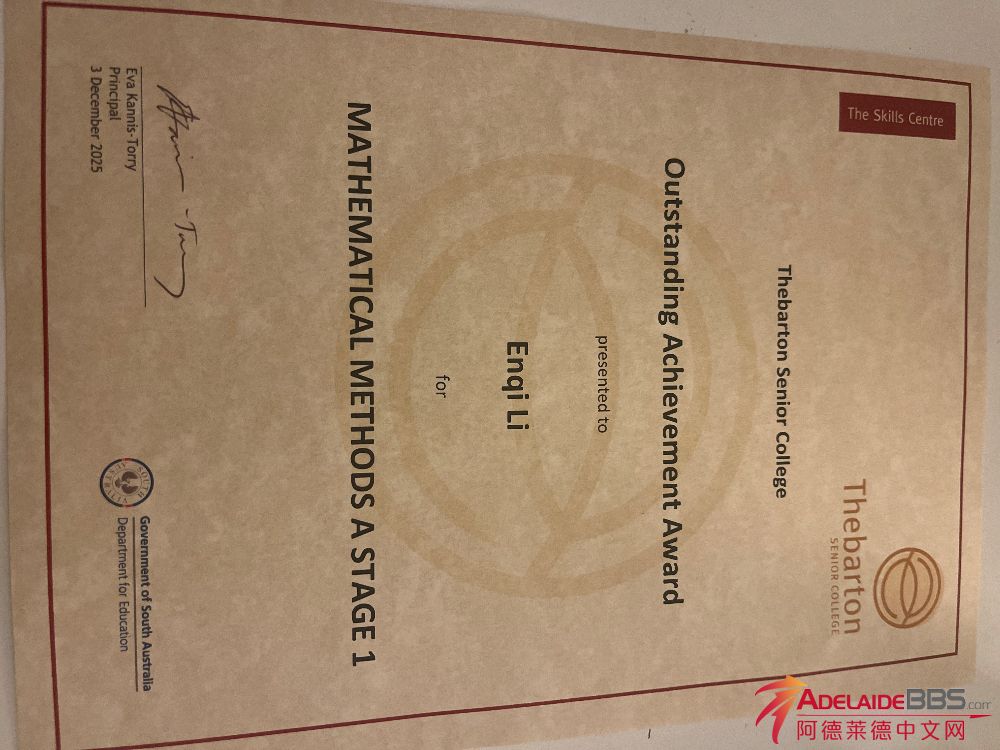 The Skills Centre
Thebarton
SENIOR COLLEGE
Thebarton Senior College
Outstanding Achievement Award
presented to
Enqi Li
for
MATHEMATICAL METHODS A STAGE 1
Eva Kannis-Torry
Principal
3 December 2025
SOUTH AUSTRALIA
Government of South Australia
Department for Education
ADELAIDEBBS.com
阿德莱德中文网